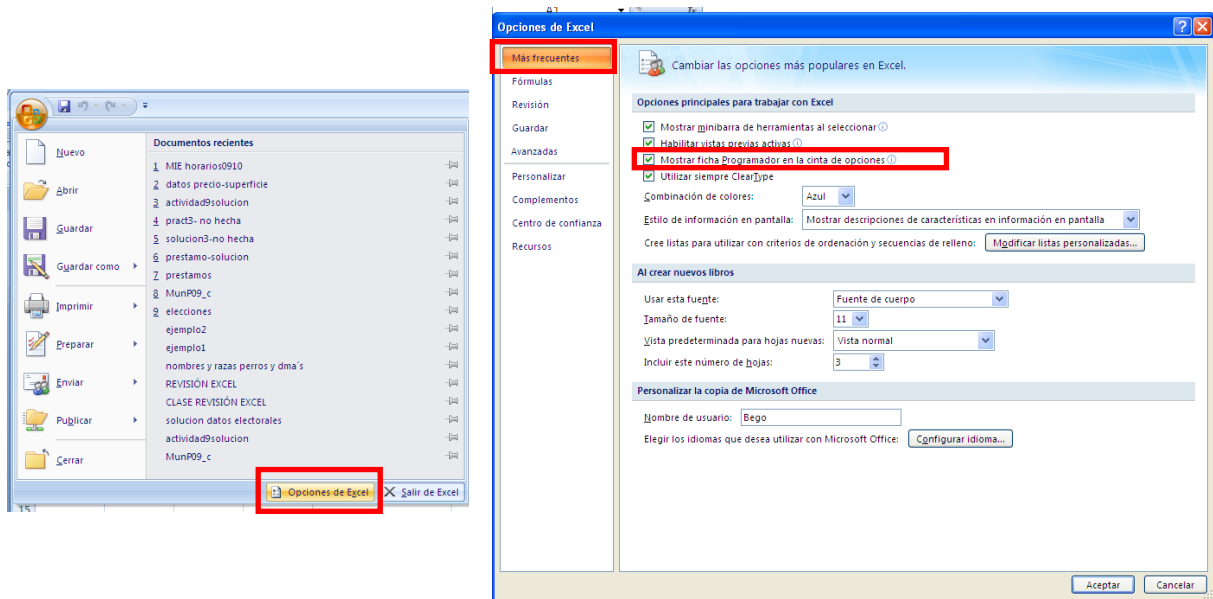 Documentos recientes
Nuevo
Abrir
Guardar
Guardar como
Imprimir
Preparar
Enviar
Publicar
Cerrar
1 MIE horarios0910
2 datos precio-superficie
3 actividad9solucion
4 pract3- no hecha
5 solucion3-no hecha
6 prestamo-solucion
7 prestamos
8 MunP09_c
9 elecciones
ejemplo2
ejemplo1
nombres y razas perros y dma´s
REVISIÓN EXCEL
CLASE REVISIÓN EXCEL
solucion datos electorales
actividad9solucion
MunP09_c
Opciones de Excel
Salir de Excel
15
A1
Opciones de Excel
Más frecuentes
Fórmulas
Revisión
Guardar
Avanzadas
Personalizar
Complementos
Centro de confianza
Recursos
Cambiar las opciones más populares en Excel.
Opciones principales para trabajar con Excel
Mostrar minibarra de herramientas al seleccionar
Habilitar vistas previas activas
Mostrar ficha Programador en la cinta de opciones
Utilizar siempre ClearType
Combinación de colores: Azul
Estilo de información en pantalla: Mostrar descripciones de características en información en pantalla
Cree listas para utilizar con criterios de ordenación y secuencias de relleno: Modificar listas personalizadas...
Al crear nuevos libros
Usar esta fuente: Fuente de cuerpo
Tamaño de fuente: 11
Vista predeterminada para hojas nuevas: Vista normal
Incluir este número de hojas: 3
Personalizar la copia de Microsoft Office
Nombre de usuario: Bego
Elegir los idiomas que desea utilizar con Microsoft Office: Configurar idioma...
Aceptar Cancelar